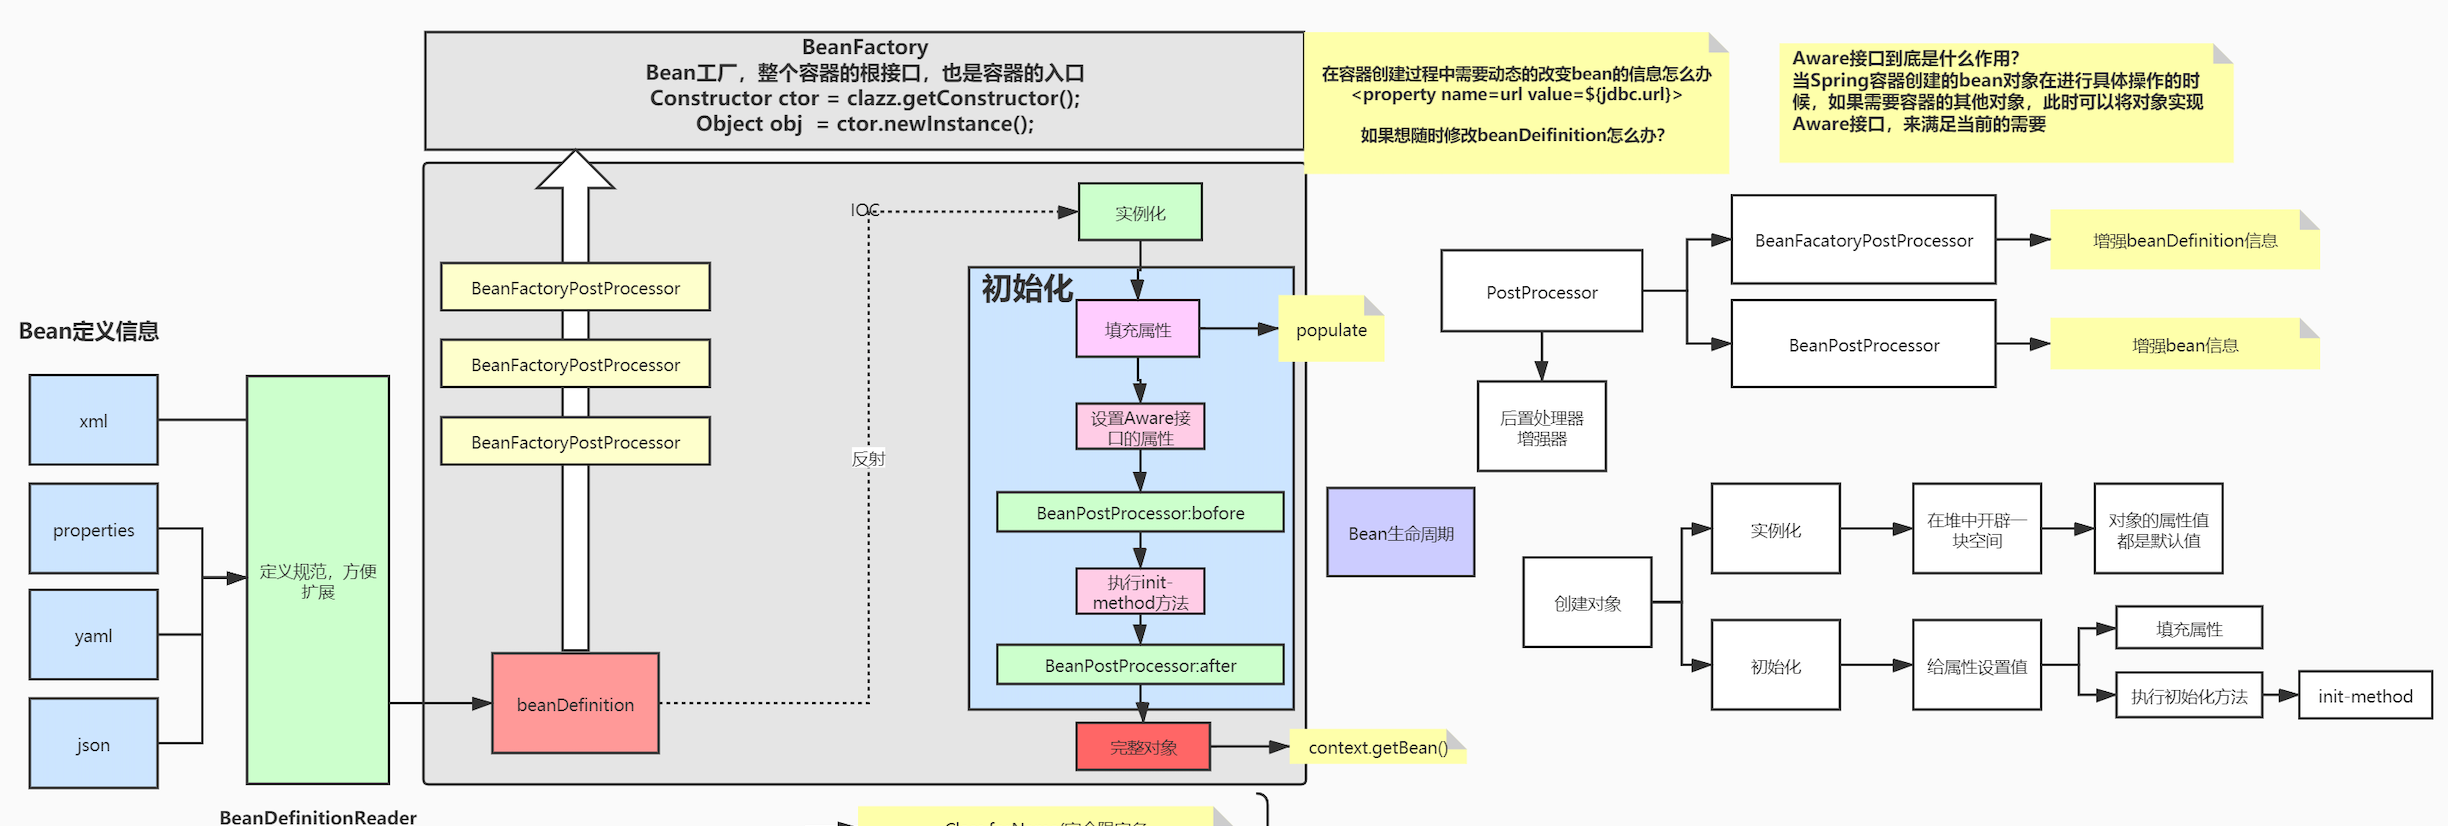 BeanFactory
Bean工厂，整个容器的根接口，也是容器的入口
Constructor ctor = clazz.getConstructor();
Object obj  = ctor.newInstance();
在容器创建过程中需要动态的改变bean的信息怎么办
<property name=url value=${jdbc.url}>
如果想随时修改beanDeifinition怎么办?
Aware接口到底是什么作用?
当Spring容器创建的bean对象在进行具体操作的时
候，如果需要容器的其他对象，此时可以将对象实现
Aware接口，来满足当前的需要
Bean定义信息
xml
properties
yaml
json
定义规范，方便
扩展
BeanDefinitionReader
BeanFactoryPostProcessor
BeanFactoryPostProcessor
BeanFactoryPostProcessor
beanDefinition
IOC
反射
实例化
初始化
填充属性
populate
设置Aware接
口的属性
BeanPostProcessor:bofore
执行init-
method方法
BeanPostProcessor:after
完整对象
context.getBean()
PostProcessor
后置处理器
增强器
BeanFacatoryPostProcessor
增强beanDefinition信息
BeanPostProcessor
增强bean信息
Bean生命周期
创建对象
实例化
在堆中开辟一
块空间
对象的属性值
都是默认值
初始化
给属性设置值
填充属性
执行初始化方法
init-method